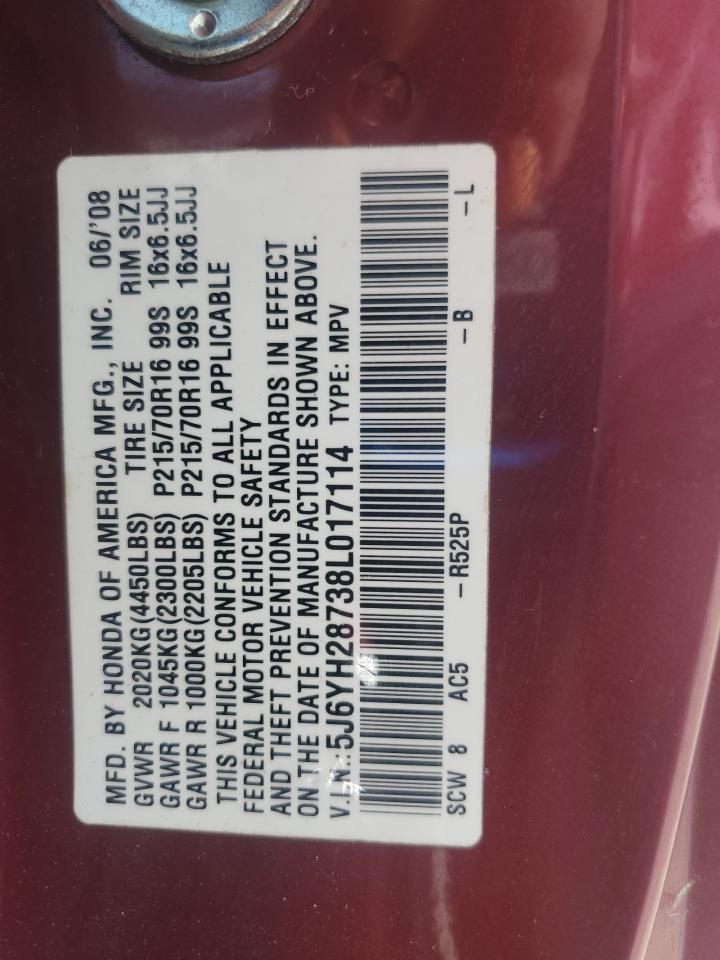 MFD. BY HONDA OF AMERICA MFG., INC. 06/'08
GVWR 2020KG(4450LBS) TIRE SIZE RIM SIZE
GAWR F 1045KG(2300LBS) P215/70R16 99S 16x6.5JJ
GAWR R 1000KG(2205LBS) P215/70R16 99S 16x6.5JJ
THIS VEHICLE CONFORMS TO ALL APPLICABLE
FEDERAL MOTOR VEHICLE SAFETY
AND THEFT PREVENTION STANDARDS IN EFFECT
ON THE DATE OF MANUFACTURE SHOWN ABOVE.
V.I.N.:5J6YH28738L017114 TYPE: MPV
SCW 8 AC5 -R525P -B -L